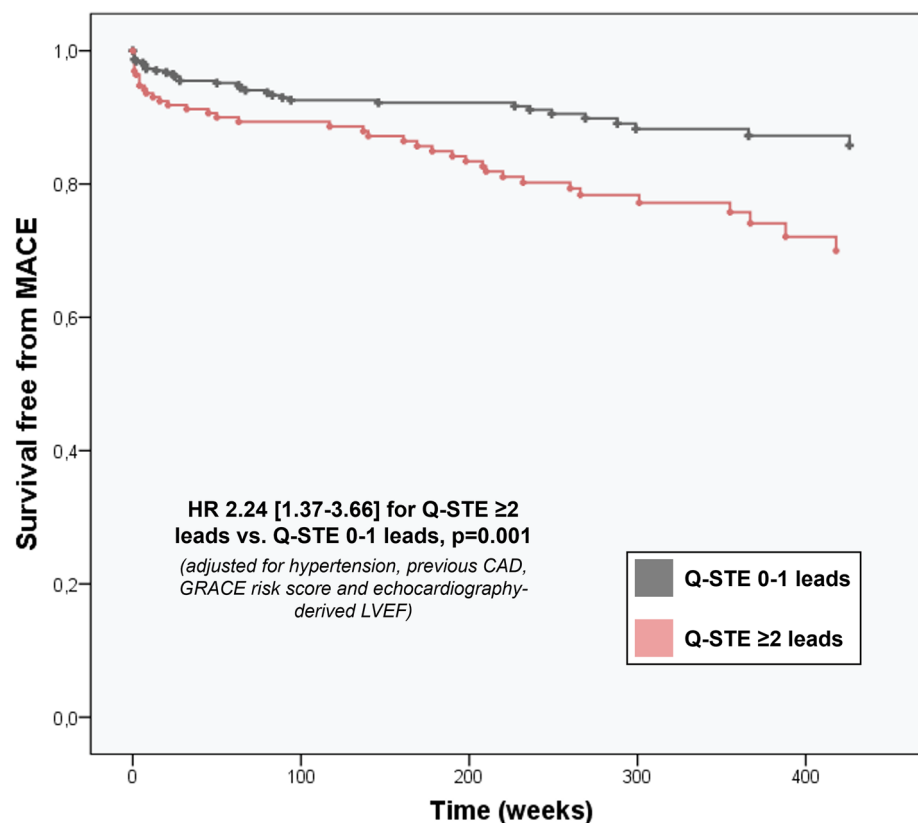 Survival free from MACE
1,0
0,8
0,6
0,4
0,2
0,0
HR 2.24 [1.37-3.66] for Q-STE ≥2
leads vs. Q-STE 0-1 leads, p=0.001
(adjusted for hypertension, previous CAD,
GRACE risk score and echocardiography-
derived LVEF)
Q-STE 0-1 leads
Q-STE ≥2 leads
0
100
200
300
400
Time (weeks)